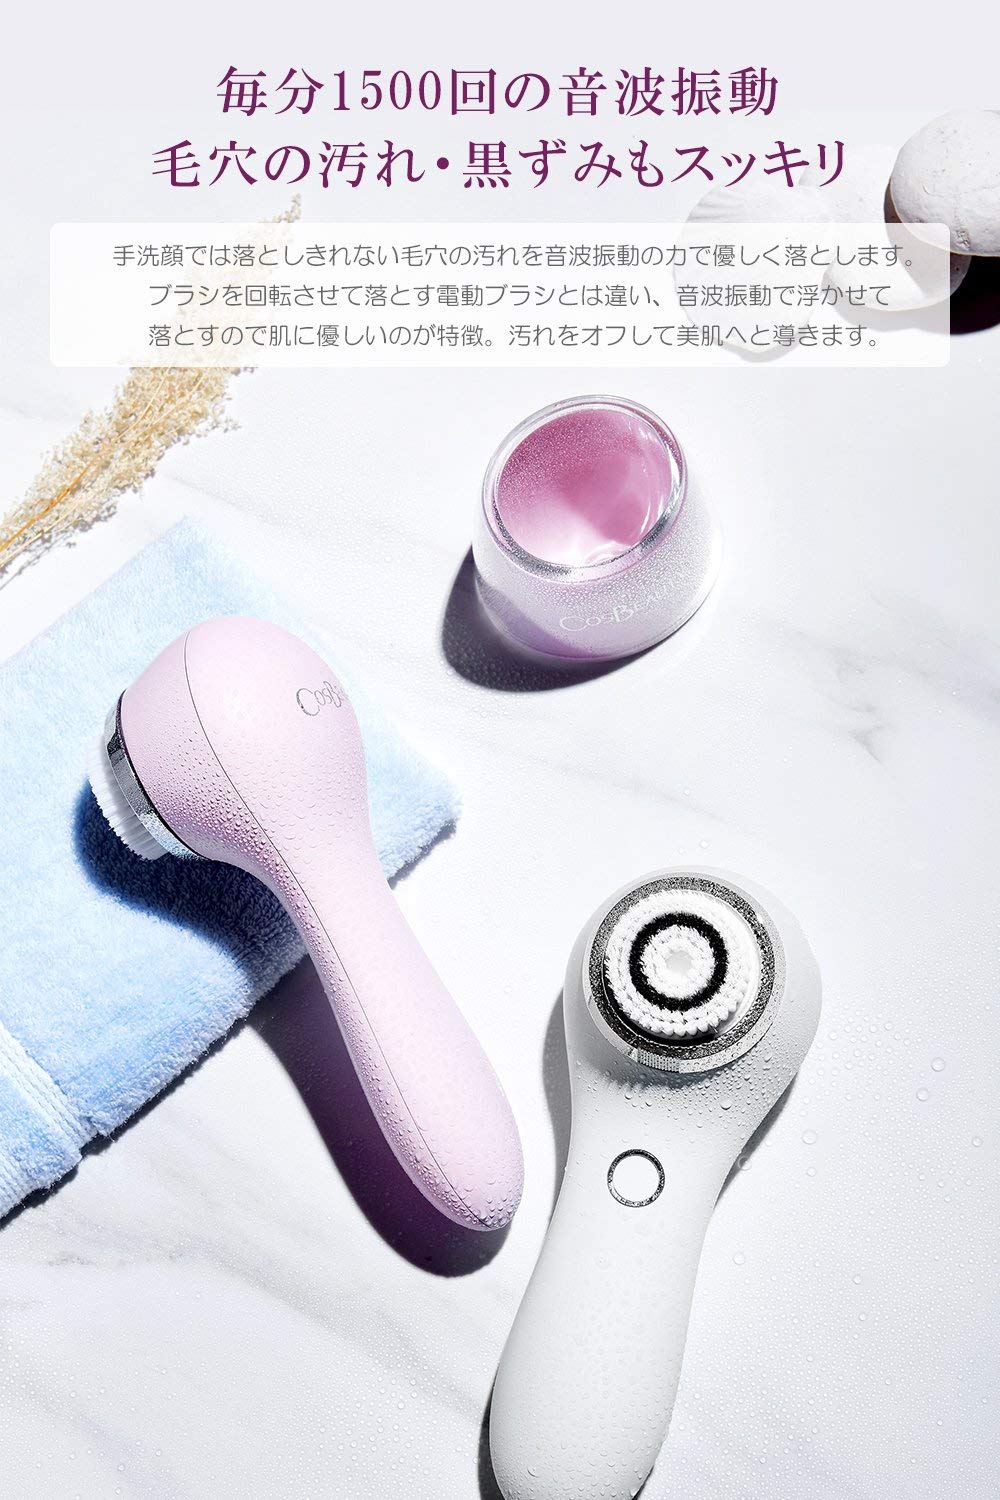 毎分1500回の音波振動
毛穴の汚れ・黒ずみもスッキリ
手洗顔では落としきれない毛穴の汚れを音波振動の力で優しく落とします。
ブラシを回転させて落とす電動ブラシとは違い、音波振動で浮かせて
落とすので肌に優しいのが特徴。汚れをオフして美肌へと導きます。
COSBEAUTY
COSBE